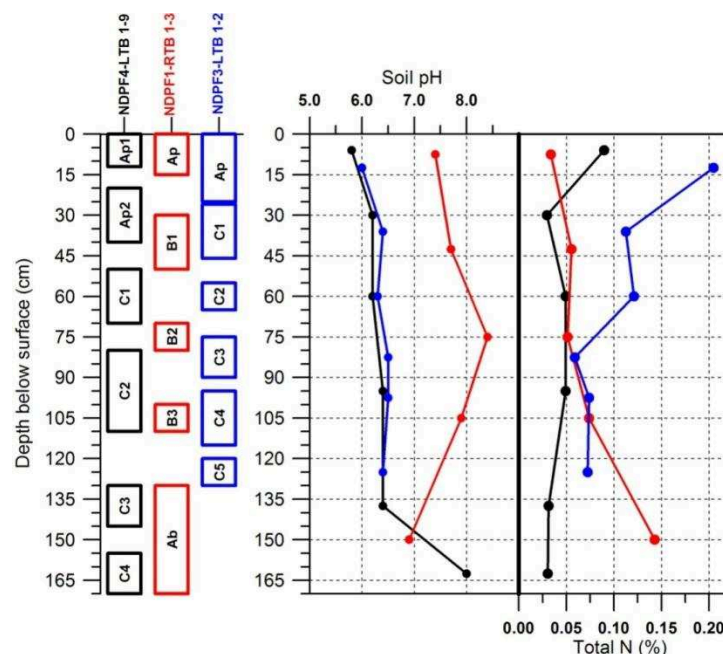 NDPF4-LTB 1-9
NDPF1-RTB 1-3
NDPF3-LTB 1-2
Soil pH
5.0 6.0 7.0 8.0
Depth below surface (cm)
0
15
30
45
60
75
90
105
120
135
150
165
Ap1
Ap2
C1
C2
C3
C4
Ap
B1
B2
B3
Ab
Ap
C1
C2
C3
C4
C5
0.00 0.05 0.10 0.15 0.20
Total N (%)